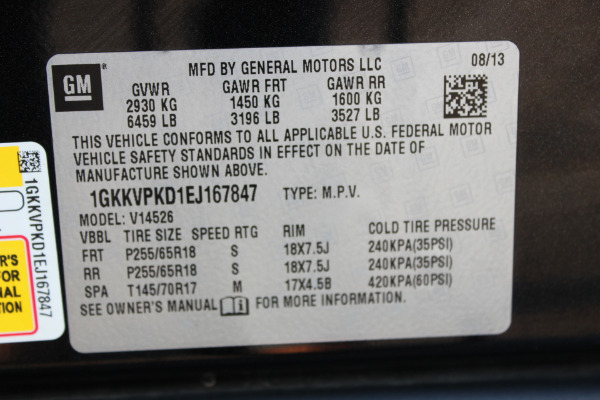 GM
MFD BY GENERAL MOTORS LLC
08/13
GVWR GAWR FRT GAWR RR
2930 KG 1450 KG 1600 KG
6459 LB 3196 LB 3527 LB
THIS VEHICLE CONFORMS TO ALL APPLICABLE U.S. FEDERAL MOTOR
VEHICLE SAFETY STANDARDS IN EFFECT ON THE DATE OF
MANUFACTURE SHOWN ABOVE.
1GKKVPKD1EJ167847 TYPE: M.P.V.
MODEL: V14526
VBBL TIRE SIZE SPEED RTG RIM COLD TIRE PRESSURE
FRT P255/65R18 S 18X7.5J 240KPA(35PSI)
RR P255/65R18 S 18X7.5J 240KPA(35PSI)
SPA T145/70R17 M 17X4.5B 420KPA(60PSI)
SEE OWNER'S MANUAL FOR MORE INFORMATION.
1GKKVPKD1EJ167847